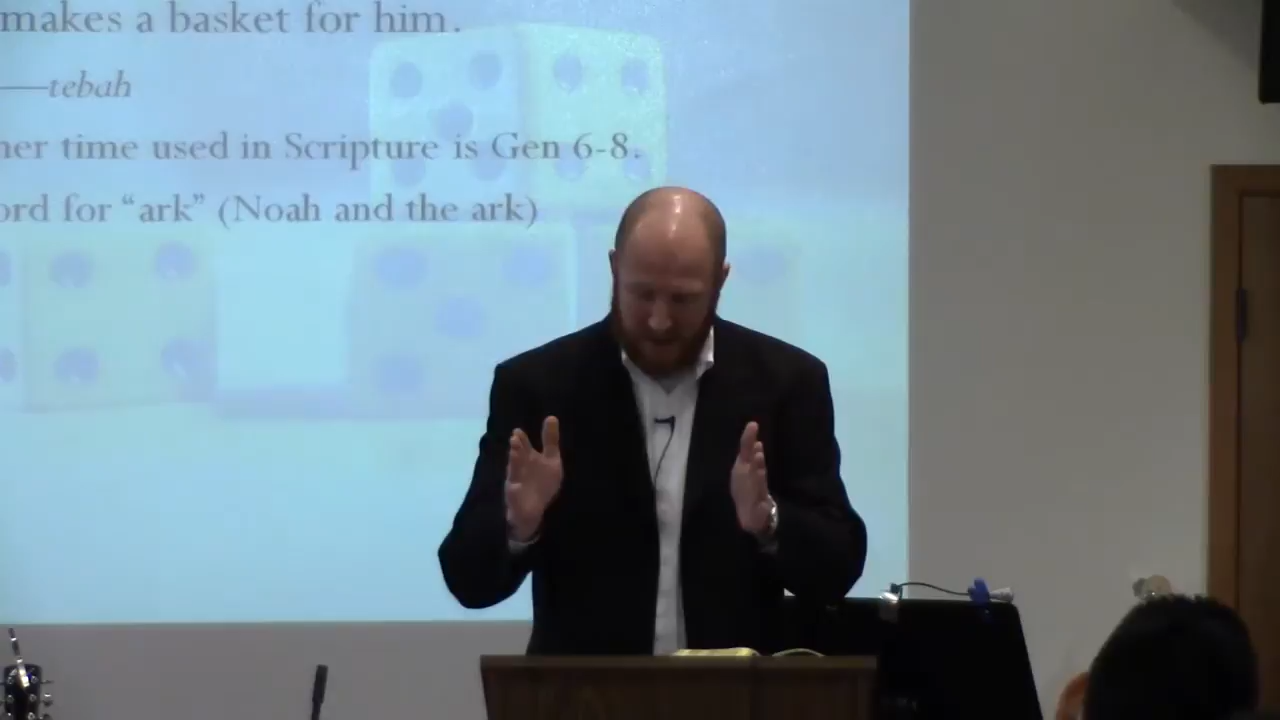 makes a basket for him.
—tebah
her time used in Scripture is Gen 6-8.
ord for “ark” (Noah and the ark)